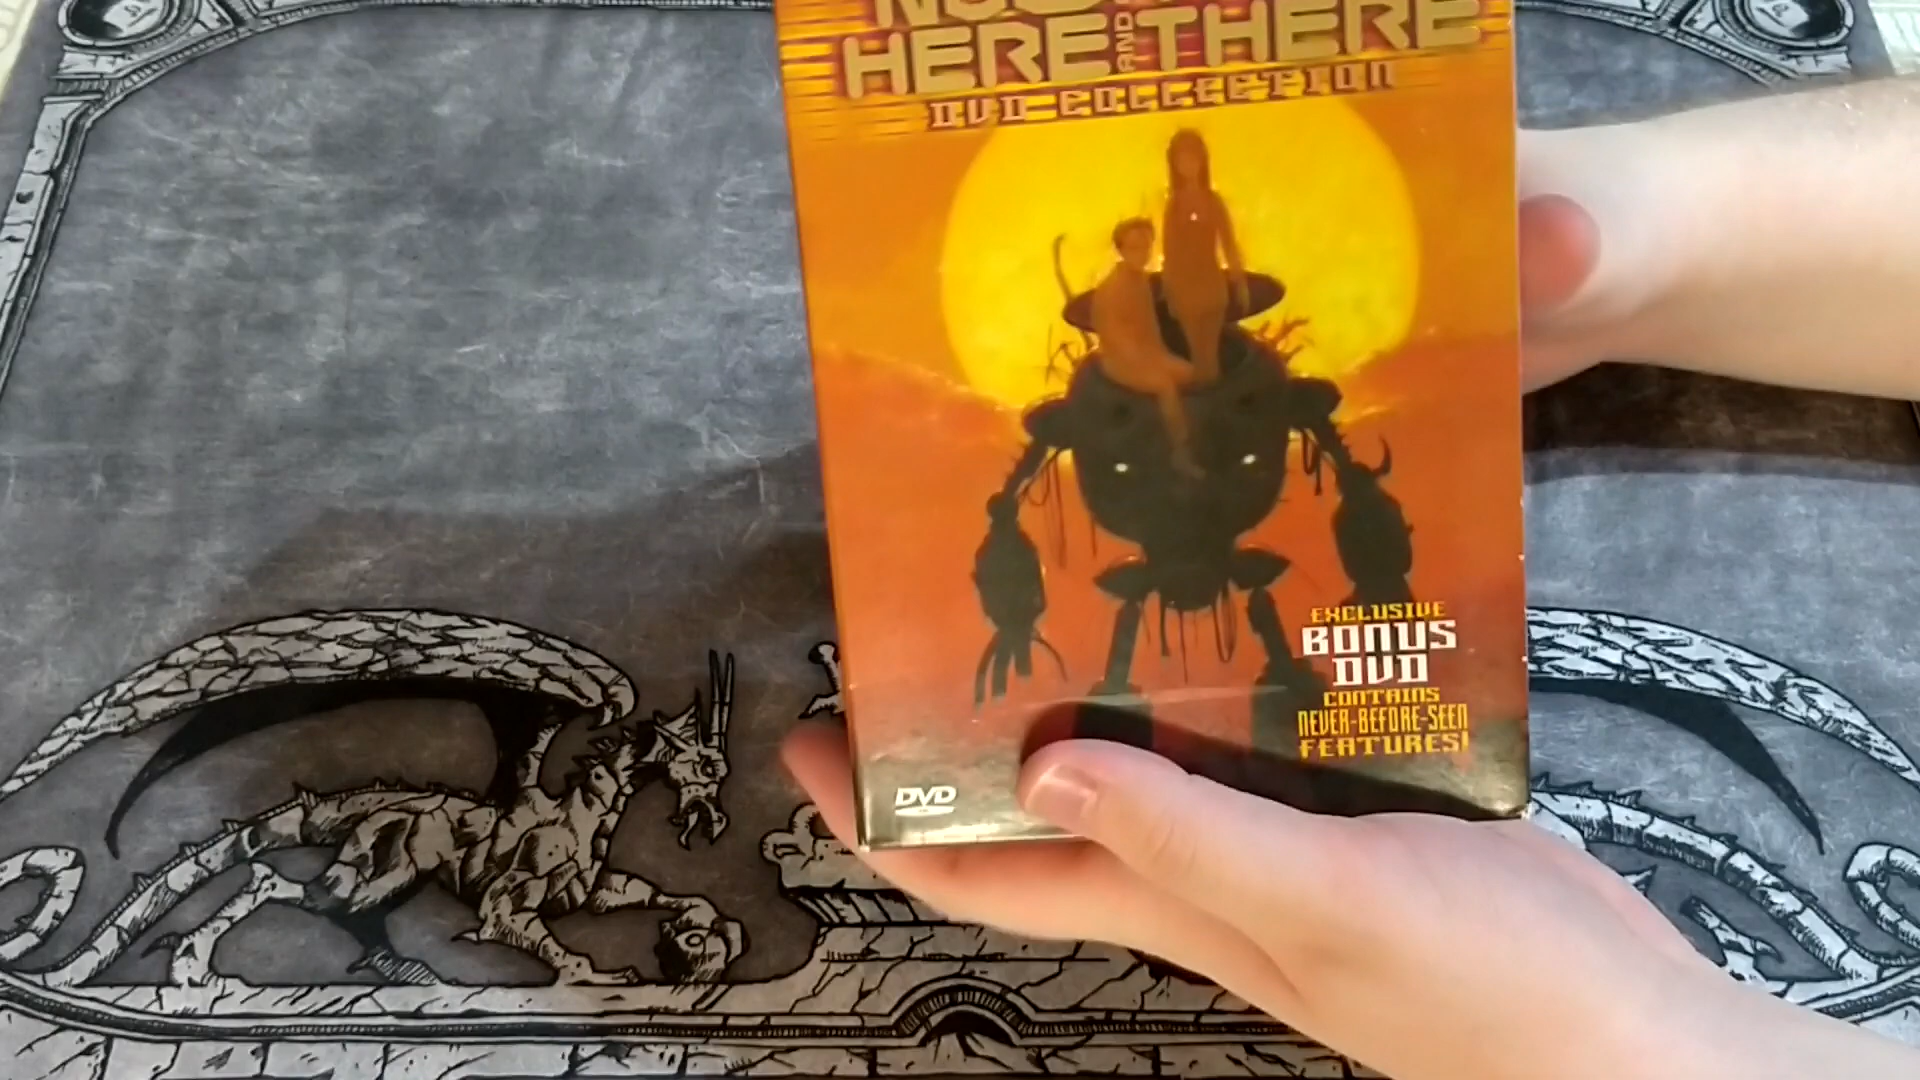 HERE AND THERE
DVD COLLECTION
EXCLUSIVE
BONUS
DVD
CONTAINS
NEVER-BEFORE-SEEN
FEATURES!
DVD